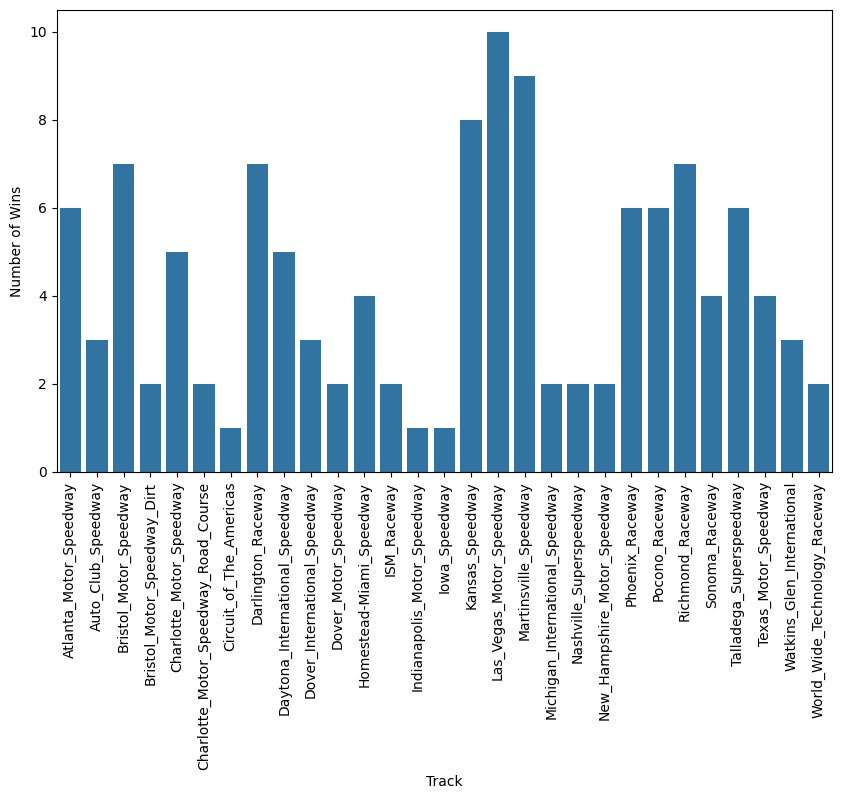 Number of Wins
10
8
6
4
2
0
Atlanta_Motor_Speedway
Auto_Club_Speedway
Bristol_Motor_Speedway
Bristol_Motor_Speedway_Dirt
Charlotte_Motor_Speedway
Charlotte_Motor_Speedway_Road_Course
Circuit_of_The_Americas
Darlington_Raceway
Daytona_International_Speedway
Dover_International_Speedway
Dover_Motor_Speedway
Homestead-Miami_Speedway
ISM_Raceway
Indianapolis_Motor_Speedway
Iowa_Speedway
Kansas_Speedway
Las_Vegas_Motor_Speedway
Martinsville_Speedway
Michigan_International_Speedway
Nashville_Superspeedway
New_Hampshire_Motor_Speedway
Phoenix_Raceway
Pocono_Raceway
Richmond_Raceway
Sonoma_Raceway
Talladega_Superspeedway
Texas_Motor_Speedway
Watkins_Glen_International
World_Wide_Technology_Raceway
Track